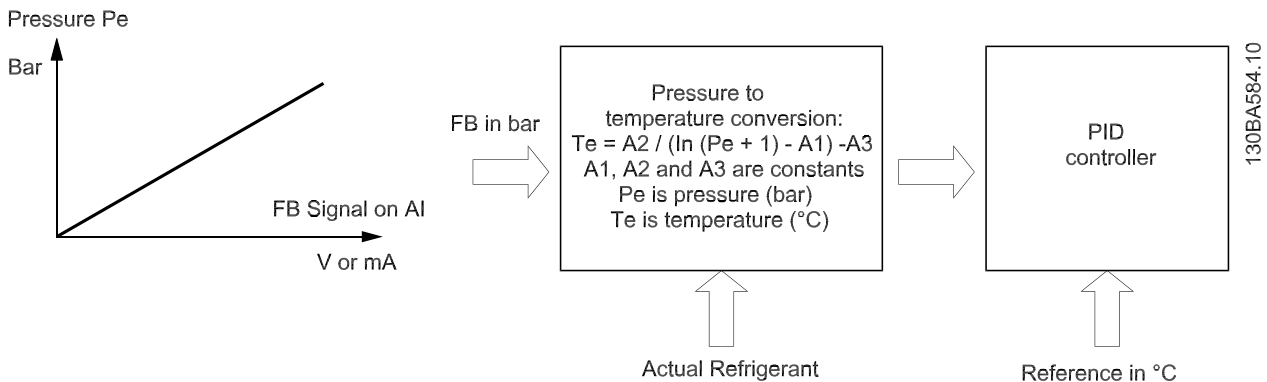 Pressure Pe
Bar
FB Signal on AI
V or mA
FB in bar
Pressure to
temperature conversion:
Te = A2 / (In (Pe + 1) - A1) -A3
A1, A2 and A3 are constants
Pe is pressure (bar)
Te is temperature (°C)
Actual Refrigerant
PID
controller
Reference in °C
130BA584.10